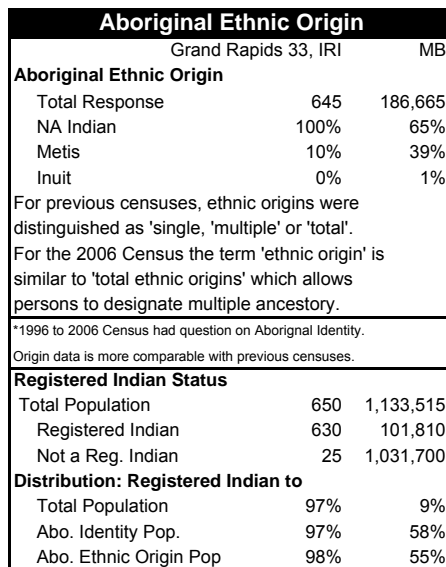 Aboriginal Ethnic Origin
Grand Rapids 33, IRI MB
Aboriginal Ethnic Origin
Total Response 645 186,665
NA Indian 100% 65%
Metis 10% 39%
Inuit 0% 1%
For previous censuses, ethnic origins were
distinguished as 'single, 'multiple' or 'total'.
For the 2006 Census the term 'ethnic origin' is
similar to 'total ethnic origins' which allows
persons to designate multiple ancestory.
*1996 to 2006 Census had question on Aborignal Identity.
Origin data is more comparable with previous censuses.
Registered Indian Status
Total Population 650 1,133,515
Registered Indian 630 101,810
Not a Reg. Indian 25 1,031,700
Distribution: Registered Indian to
Total Population 97% 9%
Abo. Identity Pop. 97% 58%
Abo. Ethnic Origin Pop 98% 55%